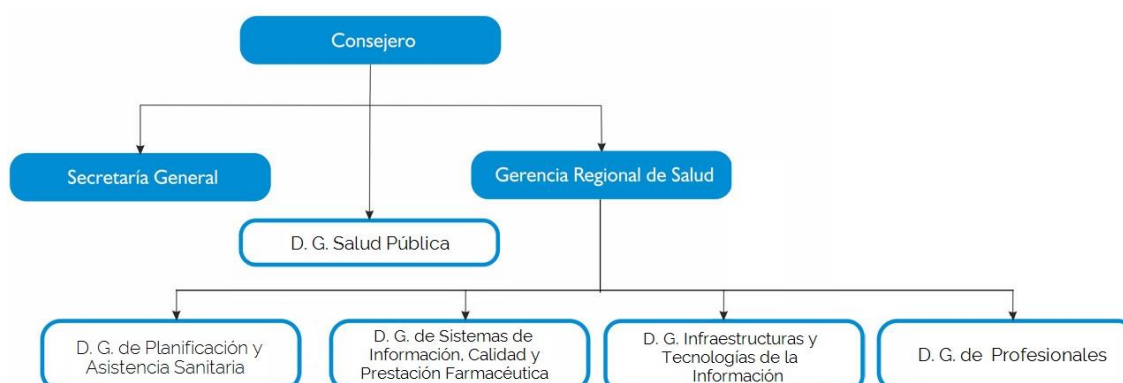 Consejero
Secretaría General
Gerencia Regional de Salud
D. G. Salud Pública
D. G. de Planificación y
Asistencia Sanitaria
D. G. de Sistemas de
Información, Calidad y
Prestación Farmacéutica
D. G. Infraestructuras y
Tecnologías de la
Información
D. G. de Profesionales